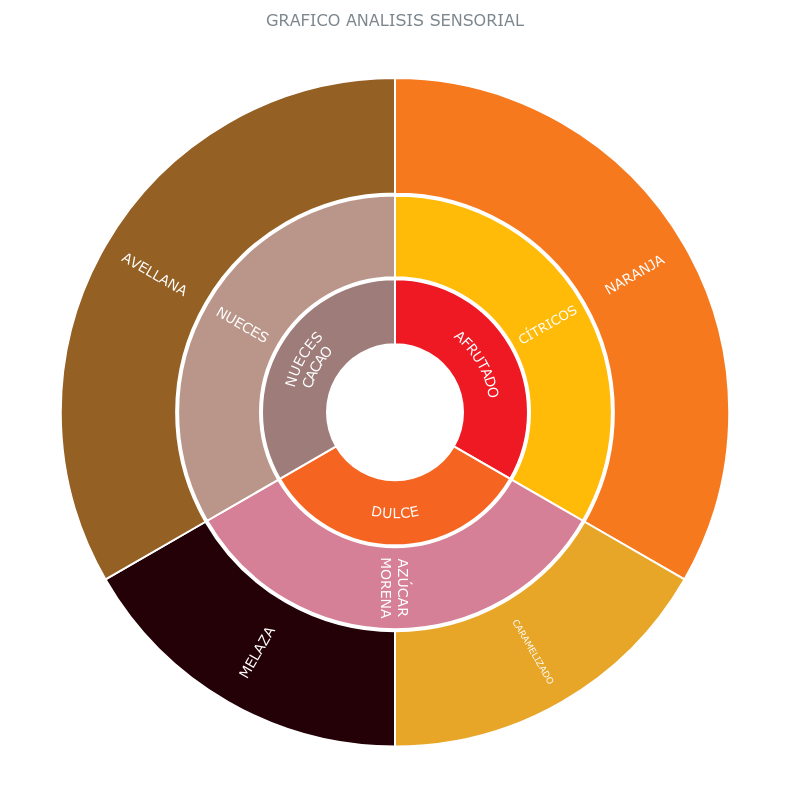 GRAFICO ANALISIS SENSORIAL
AFRUTADO
CÍTRICOS
NARANJA
DULCE
AZÚCAR
MORENA
CARAMELIZADO
MELAZA
NUECES
CACAO
NUECES
AVELLANA